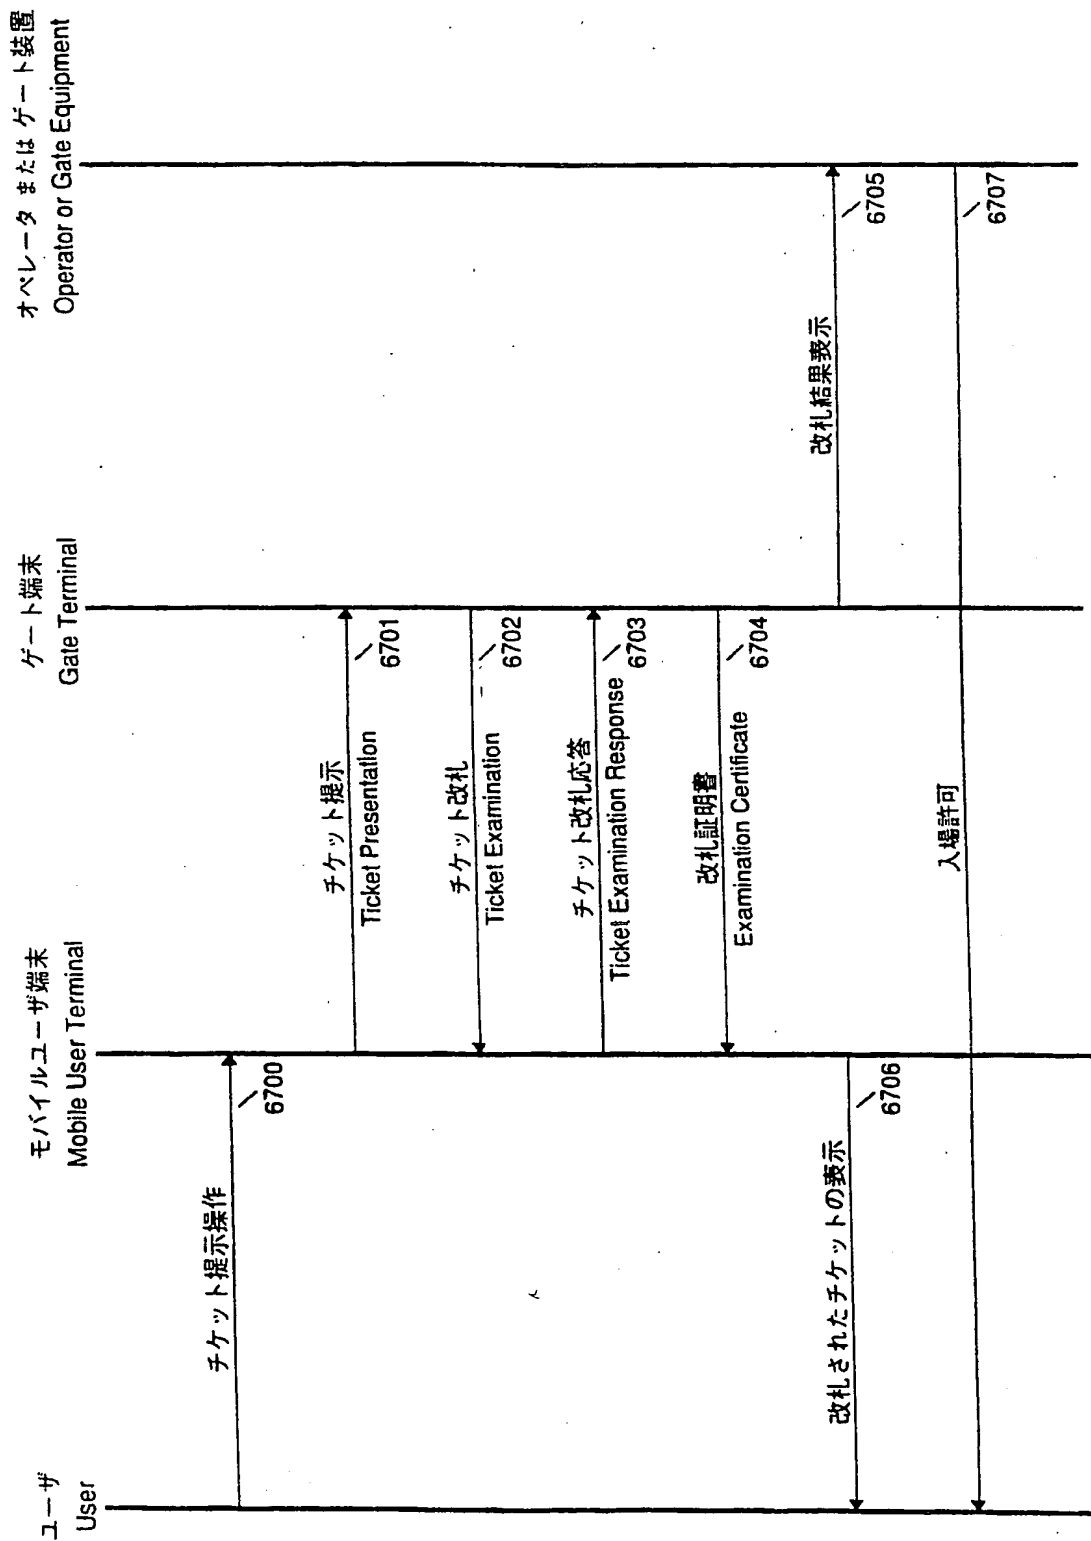 ユーザ
User
モバイルユーザ端末
Mobile User Terminal
ゲート端末
Gate Terminal
オペレータ または ゲート装置
Operator or Gate Equipment
チケット提示操作
6700
チケット提示
Ticket Presentation
6701
チケット改札
Ticket Examination
6702
チケット改札応答
Ticket Examination Response
6703
改札証明書
Examination Certificate
6704
改札結果表示
6705
改札されたチケットの表示
6706
入場許可
6707